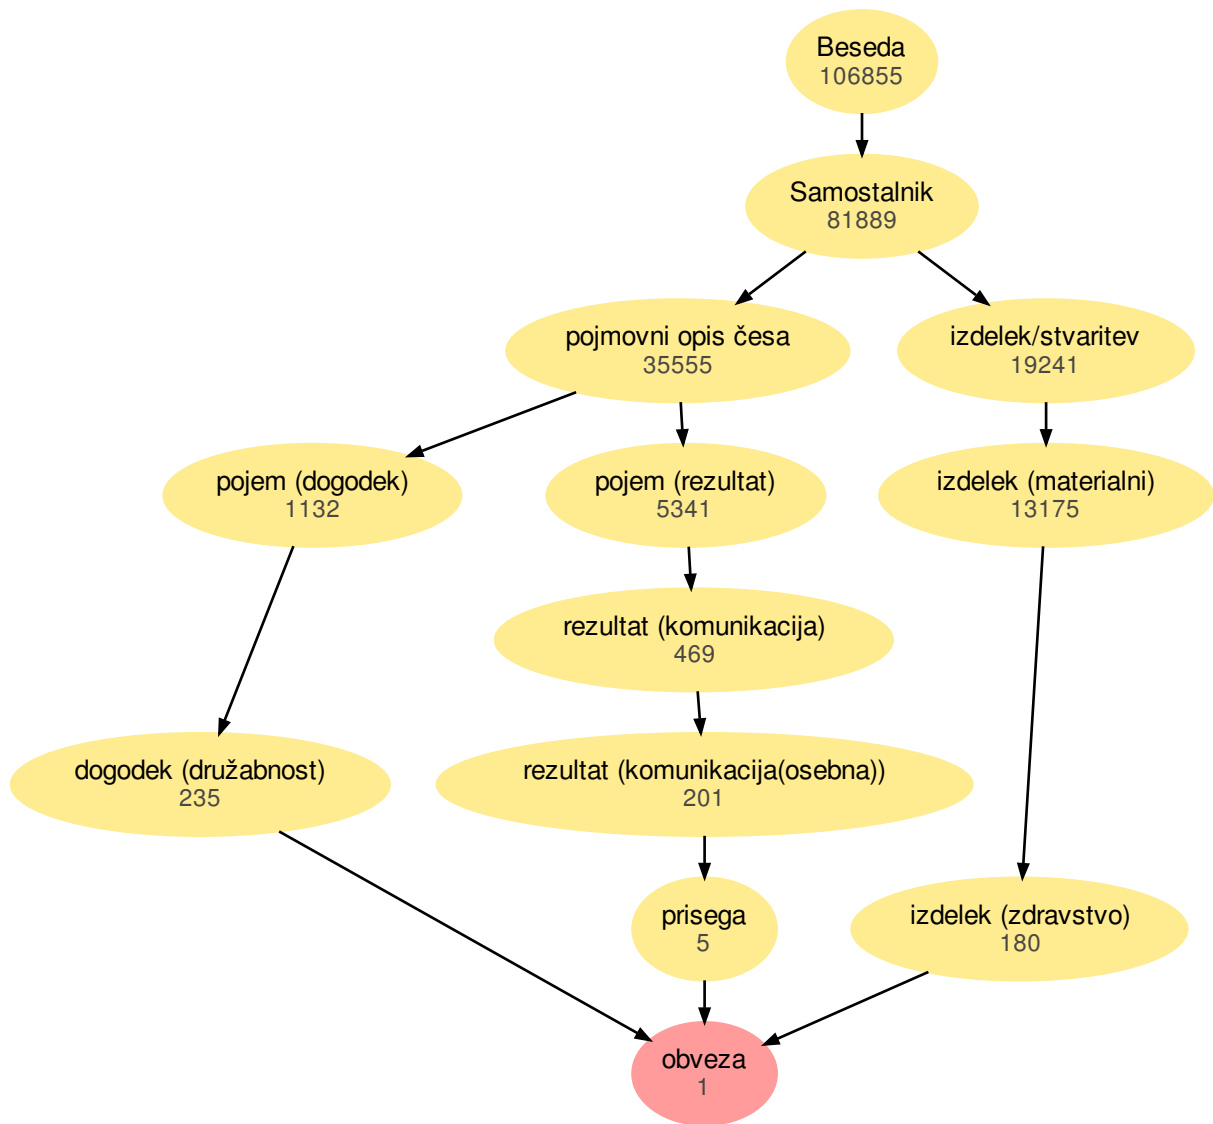 Beseda
106855
Samostalnik
81889
pojmovni opis česa
35555
izdelek/stvaritev
19241
pojem (dogodek)
1132
pojem (rezultat)
5341
izdelek (materialni)
13175
rezultat (komunikacija)
469
dogodek (družabnost)
235
rezultat (komunikacija(osebna))
201
prisega
5
izdelek (zdravstvo)
180
obveza
1